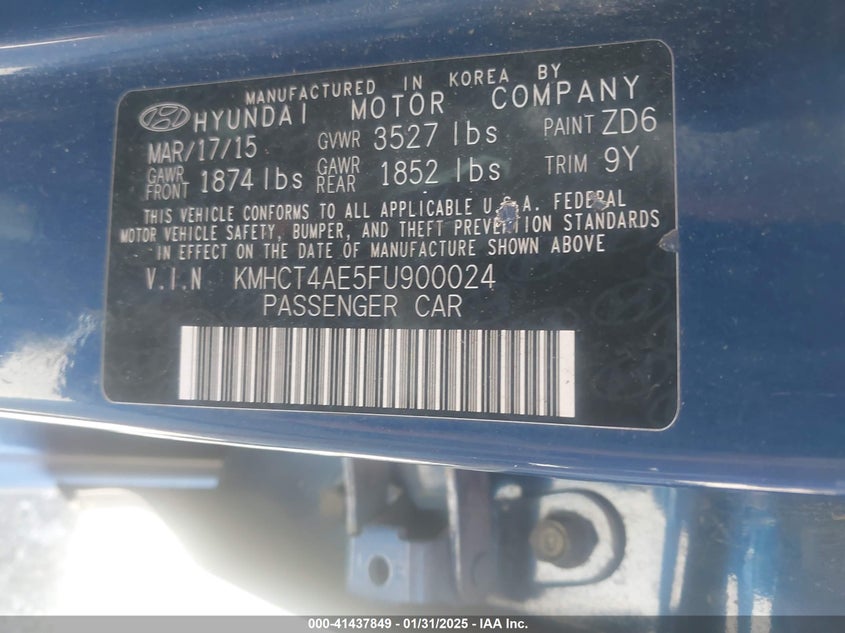 MANUFACTURED IN KOREA BY
HYUNDAI MOTOR COMPANY
MAR/17/15 GVWR 3527 lbs PAINT ZD6
GAWR FRONT 1874 lbs GAWR REAR 1852 lbs TRIM 9Y
THIS VEHICLE CONFORMS TO ALL APPLICABLE U.S.A. FEDERAL
MOTOR VEHICLE SAFETY, BUMPER, AND THEFT PREVENTION STANDARDS
IN EFFECT ON THE DATE OF MANUFACTURE SHOWN ABOVE
V.I.N KMHCT4AE5FU900024
PASSENGER CAR
000-41437849 - 01/31/2025 - IAA Inc.